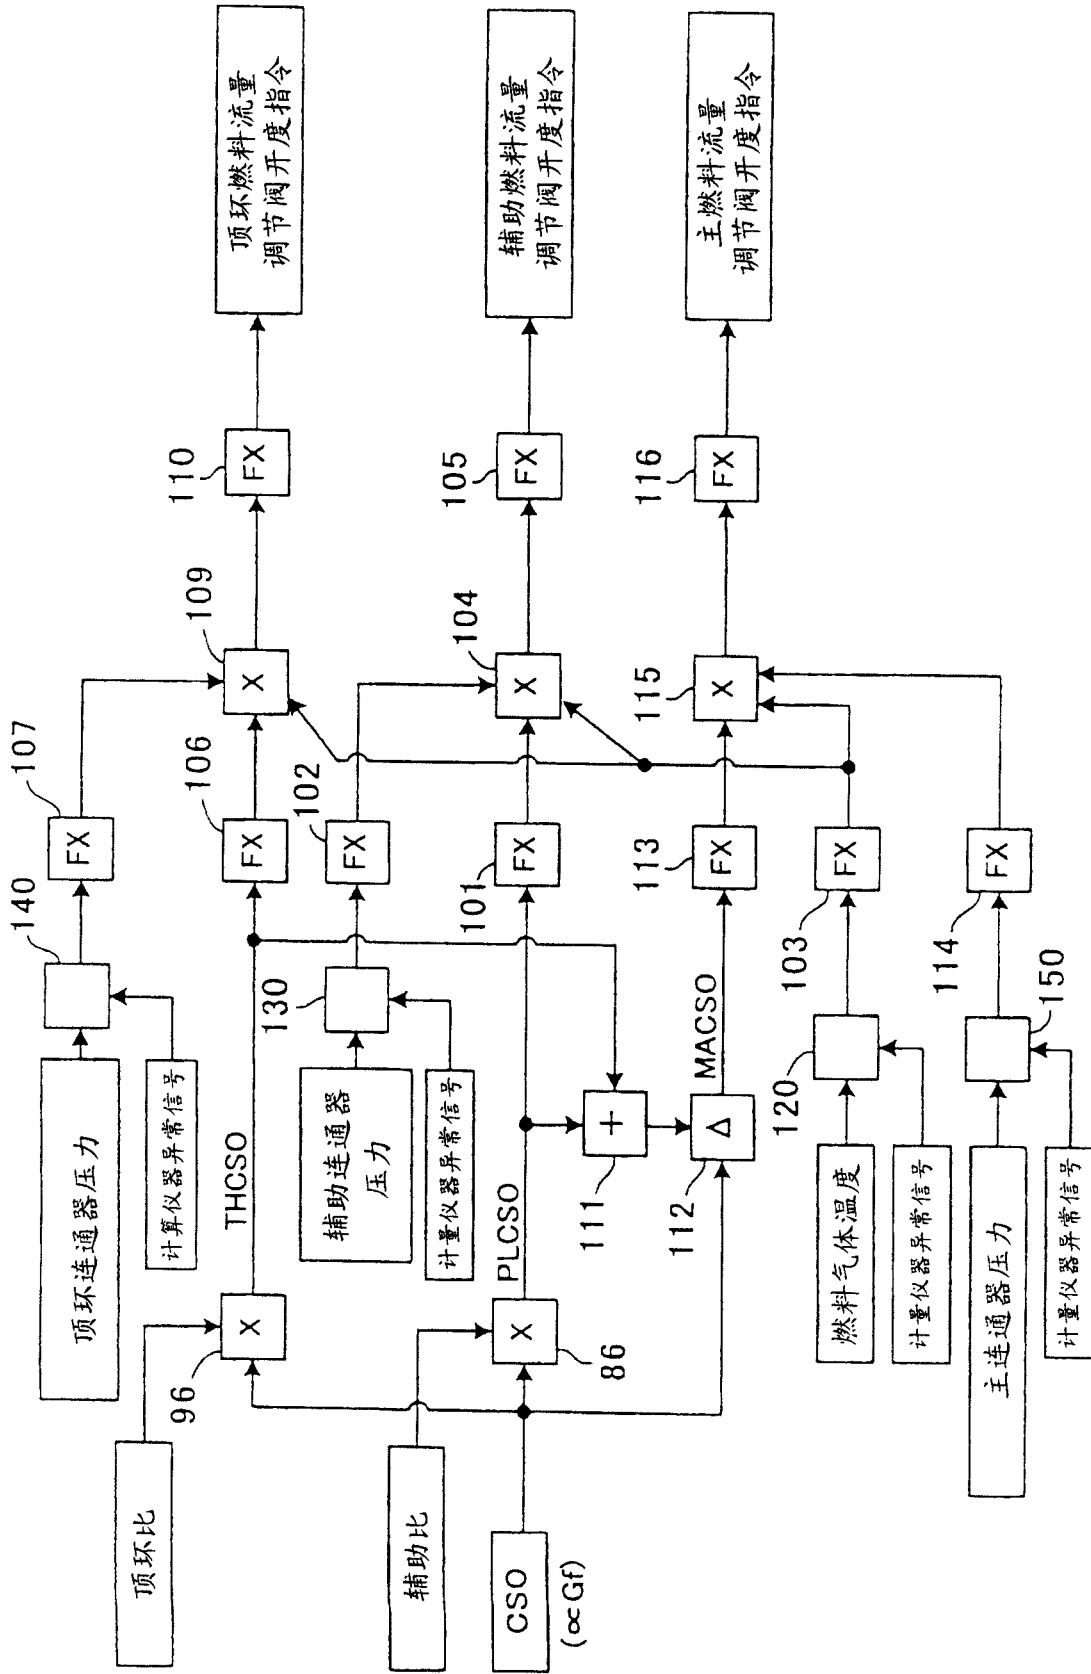 顶环比
96
X
THCSO
顶环连通器压力
计算仪器异常信号
140
107
FX
106
FX
109
X
110
FX
顶环燃料流量
调节阀开度指令
辅助比
CSO
(∝Gf)
86
X
PLCSO
辅助连通器
压力
计量仪器异常信号
130
102
FX
101
FX
104
X
105
FX
辅助燃料流量
调节阀开度指令
111
+
112
Δ
MACSO
113
FX
115
X
116
FX
主燃料流量
调节阀开度指令
燃料气体温度
计量仪器异常信号
120
103
FX
主连通器压力
计量仪器异常信号
150
114
FX